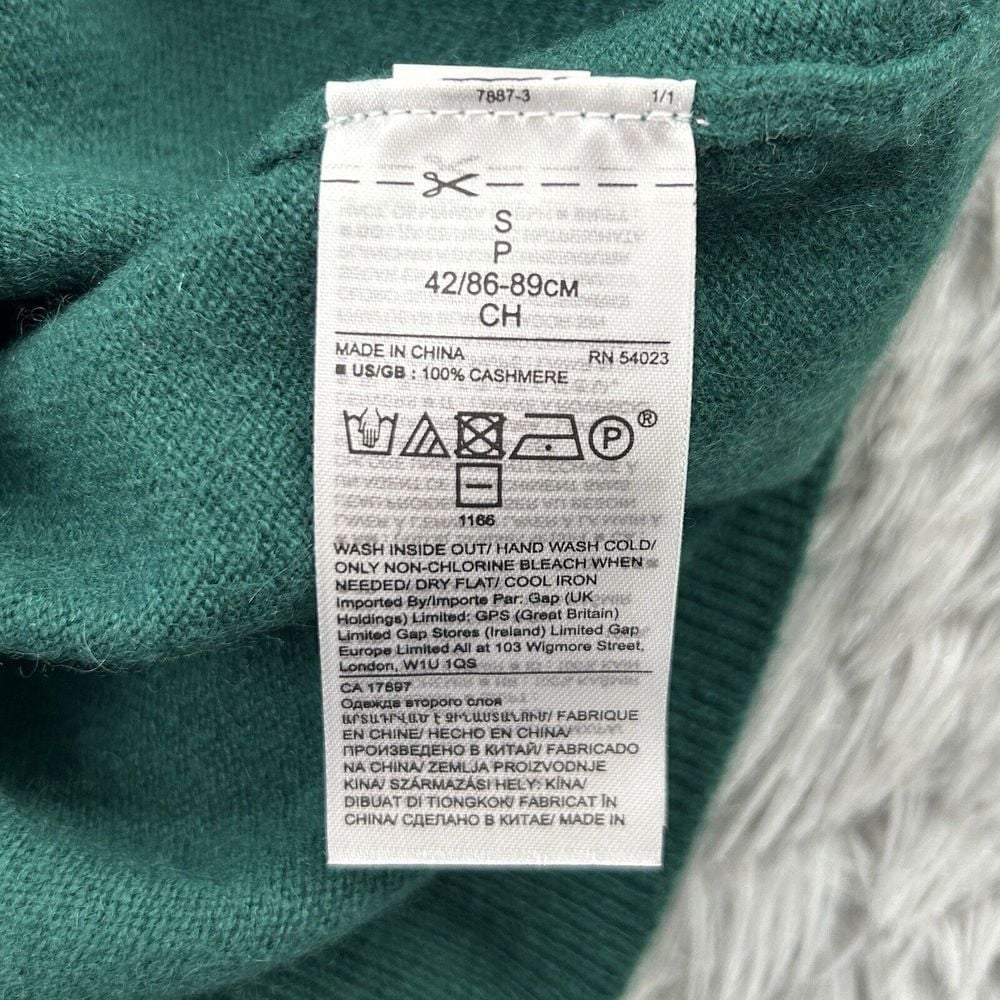 7887-3 1/1
S
P
42/86-89CM
CH
MADE IN CHINA RN 54023
US/GB : 100% CASHMERE
P ®
1166
WASH INSIDE OUT/ HAND WASH COLD/
ONLY NON-CHLORINE BLEACH WHEN
NEEDED/ DRY FLAT/ COOL IRON
Imported By/Importe Par: Gap (UK
Holdings) Limited: GPS (Great Britain)
Limited Gap Stores (Ireland) Limited Gap
Europe Limited All at 103 Wigmore Street,
London, W1U 1QS
CA 17897
Одежда второго слоя
ԱՐՏԱԴՐՎԱԾ Է ՉԻՆԱՍՏԱՆՈՒՄ/ FABRIQUE
EN CHINE/ HECHO EN CHINA/
ПРОИЗВЕДЕНО В КИТАЙ/ FABRICADO
NA CHINA/ ZEMLJA PROIZVODNJE
KINA/ SZÁRMAZÁSI HELY: KÍNA/
DIBUAT DI TIONGKOK/ FABRICAT ÎN
CHINA/ СДЕЛАНО В КИТАЕ/ MADE IN